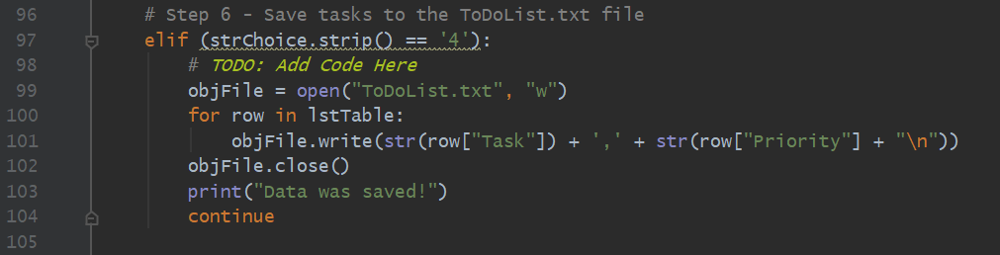 96 # Step 6 - Save tasks to the ToDoList.txt file
97 elif (strChoice.strip() == '4'):
98 # TODO: Add Code Here
99 objFile = open("ToDoList.txt", "w")
100 for row in lstTable:
101 objFile.write(str(row["Task"]) + ',' + str(row["Priority"] + "\n"))
102 objFile.close()
103 print("Data was saved!")
104 continue
105